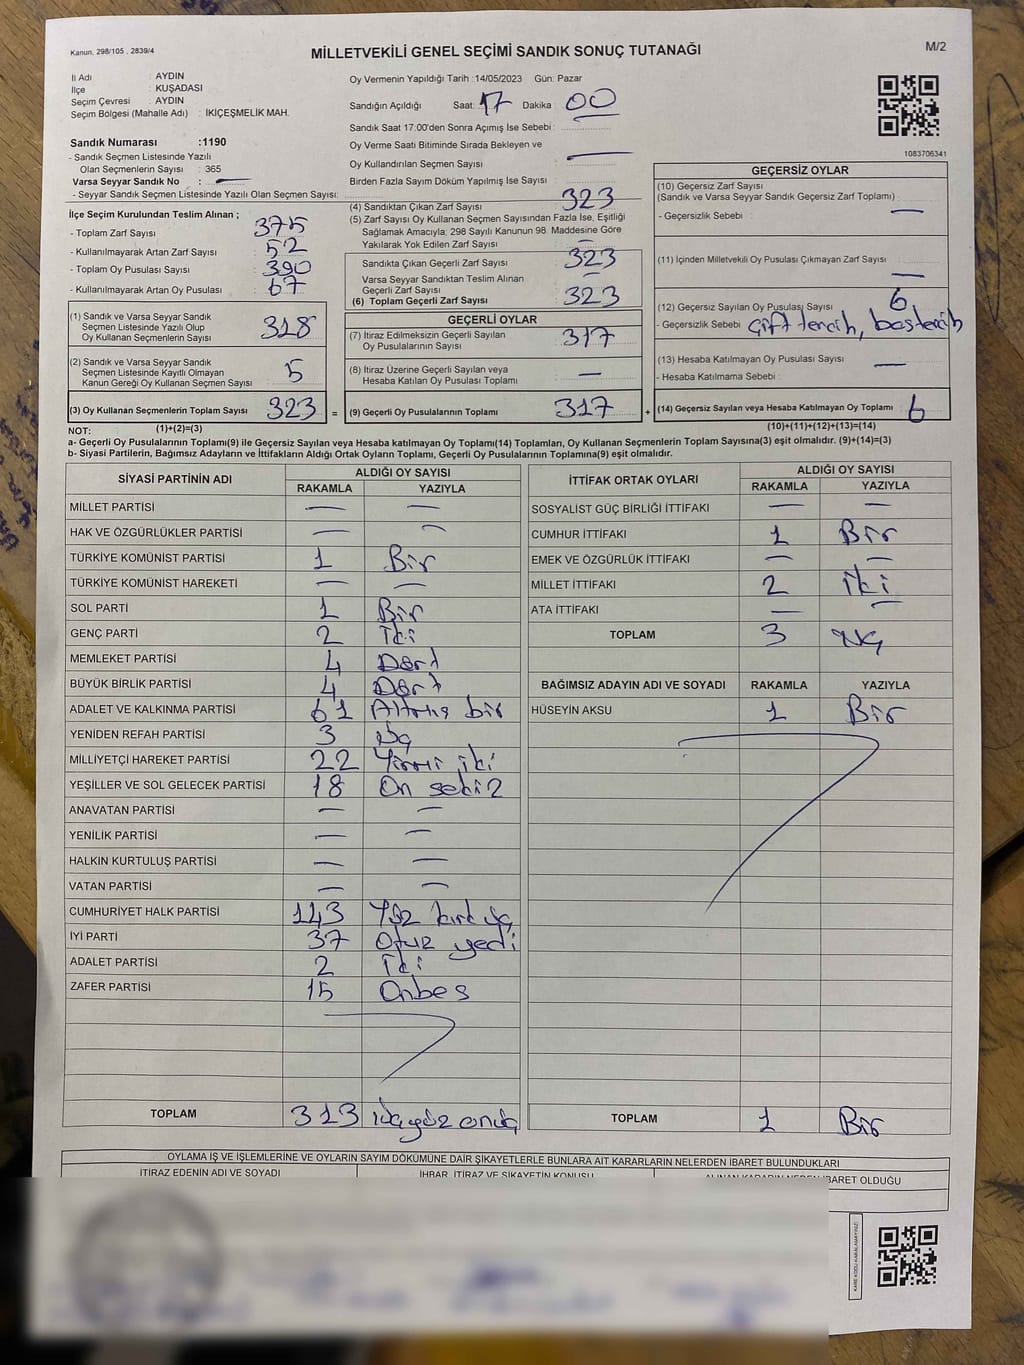 Kanun, 298/105 , 2839/4
MİLLETVEKİLİ GENEL SEÇİMİ SANDIK SONUÇ TUTANAĞI
M/2
İl Adı : AYDIN
İlçe : KUŞADASI
Seçim Çevresi : AYDIN
Seçim Bölgesi (Mahalle Adı) : İKİÇEŞMELİK MAH.
Sandık Numarası :1190
- Sandık Seçmen Listesinde Yazılı
Olan Seçmenlerin Sayısı : 365
Varsa Seyyar Sandık No : —
- Seyyar Sandık Seçmen Listesinde Yazılı Olan Seçmen Sayısı:
Oy Vermenin Yapıldığı Tarih :14/05/2023 Gün: Pazar
Sandığın Açıldığı Saat: 17 Dakika : 00
Sandık Saat 17:00'den Sonra Açımış İse Sebebi :
Oy Verme Saati Bitiminde Sırada Bekleyen ve
Oy Kullandırılan Seçmen Sayısı : —
Birden Fazla Sayım Döküm Yapılmış İse Sayısı :
1083706341
İlçe Seçim Kurulundan Teslim Alınan ;
- Toplam Zarf Sayısı : 375
- Kullanılmayarak Artan Zarf Sayısı : 52
- Toplam Oy Pusulası Sayısı : 390
- Kullanılmayarak Artan Oy Pusulası : 67
(1) Sandık ve Varsa Seyyar Sandık
Seçmen Listesinde Yazılı Olup
Oy Kullanan Seçmenlerin Sayısı : 318
(2) Sandık ve Varsa Seyyar Sandık
Seçmen Listesinde Kayıtlı Olmayan
Kanun Gereği Oy Kullanan Seçmen Sayısı : 5
(3) Oy Kullanan Seçmenlerin Toplam Sayısı 323 =
(1)+(2)=(3)
(4) Sandıktan Çıkan Zarf Sayısı : 323
(5) Zarf Sayısı Oy Kullanan Seçmen Sayısından Fazla İse, Eşitliği
Sağlamak Amacıyla; 298 Sayılı Kanunun 98. Maddesine Göre
Yakılarak Yok Edilen Zarf Sayısı : —
Sandıkta Çıkan Geçerli Zarf Sayısı : 323
Varsa Seyyar Sandıktan Teslim Alınan
Geçerli Zarf Sayısı : —
(6) Toplam Geçerli Zarf Sayısı : 323
GEÇERLİ OYLAR
(7) İtiraz Edilmeksizin Geçerli Sayılan
Oy Pusulalarının Sayısı : 317
(8) İtiraz Üzerine Geçerli Sayılan veya
Hesaba Katılan Oy Pusulası Toplamı : —
(9) Geçerli Oy Pusulalarının Toplamı : 317 +
GEÇERSİZ OYLAR
(10) Geçersiz Zarf Sayısı
(Sandık ve Varsa Seyyar Sandık Geçersiz Zarf Toplamı) :
- Geçersizlik Sebebi : —
(11) İçinden Milletvekili Oy Pusulası Çıkmayan Zarf Sayısı : —
(12) Geçersiz Sayılan Oy Pusulası Sayısı : 6
- Geçersizlik Sebebi : çift tercih,
(13) Hesaba Katılmayan Oy Pusulası Sayısı : —
- Hesaba Katılmama Sebebi :
(14) Geçersiz Sayılan veya Hesaba Katılmayan Oy Toplamı : 6
(10)+(11)+(12)+(13)=(14)
NOT:
a- Geçerli Oy Pusulalarının Toplamı(9) ile Geçersiz Sayılan veya Hesaba katılmayan Oy Toplamı(14) Toplamları, Oy Kullanan Seçmenlerin Toplam Sayısına(3) eşit olmalıdır. (9)+(14)=(3)
b- Siyasi Partilerin, Bağımsız Adayların ve İttifakların Aldığı Ortak Oyların Toplamı, Geçerli Oy Pusulalarının Toplamına(9) eşit olmalıdır.
SİYASİ PARTİNİN ADI ALDIĞI OY SAYISI
RAKAMLA YAZIYLA
MİLLET PARTİSİ — —
HAK VE ÖZGÜRLÜKLER PARTİSİ — —
TÜRKİYE KOMÜNİST PARTİSİ 1 Bir
TÜRKİYE KOMÜNİST HAREKETİ — —
SOL PARTİ 1 Bir
GENÇ PARTİ 2 İki
MEMLEKET PARTİSİ 4 Dört
BÜYÜK BİRLİK PARTİSİ 4 Dört
ADALET VE KALKINMA PARTİSİ 61 Altmış bir
YENİDEN REFAH PARTİSİ 3 Üç
MİLLİYETÇİ HAREKET PARTİSİ 22 Yirmi iki
YEŞİLLER VE SOL GELECEK PARTİSİ 18 On sekiz
ANAVATAN PARTİSİ — —
YENİLİK PARTİSİ — —
HALKIN KURTULUŞ PARTİSİ — —
VATAN PARTİSİ — —
CUMHURİYET HALK PARTİSİ 143 Yüz kırk üç
İYİ PARTİ 37 Otuz yedi
ADALET PARTİSİ 2 İki
ZAFER PARTİSİ 15 Onbeş
TOPLAM 313 üçyüz onüç
İTTİFAK ORTAK OYLARI ALDIĞI OY SAYISI
RAKAMLA YAZIYLA
SOSYALİST GÜÇ BİRLİĞİ İTTİFAKI — —
CUMHUR İTTİFAKI 1 Bir
EMEK VE ÖZGÜRLÜK İTTİFAKI — —
MİLLET İTTİFAKI 2 iki
ATA İTTİFAKI — —
TOPLAM 3 üç
BAĞIMSIZ ADAYIN ADI VE SOYADI RAKAMLA YAZIYLA
HÜSEYİN AKSU 1 Bir
TOPLAM 1 Bir
OYLAMA İŞ VE İŞLEMLERİNE VE OYLARIN SAYIM DÖKÜMÜNE DAİR ŞİKAYETLERLE BUNLARA AİT KARARLARIN NELERDEN İBARET BULUNDUKLARI
İTİRAZ EDENİN ADI VE SOYADI İHBAR, İTİRAZ VE ŞİKAYETİN KONUSU ALINAN KARARIN NEDEN İBARET OLDUĞU